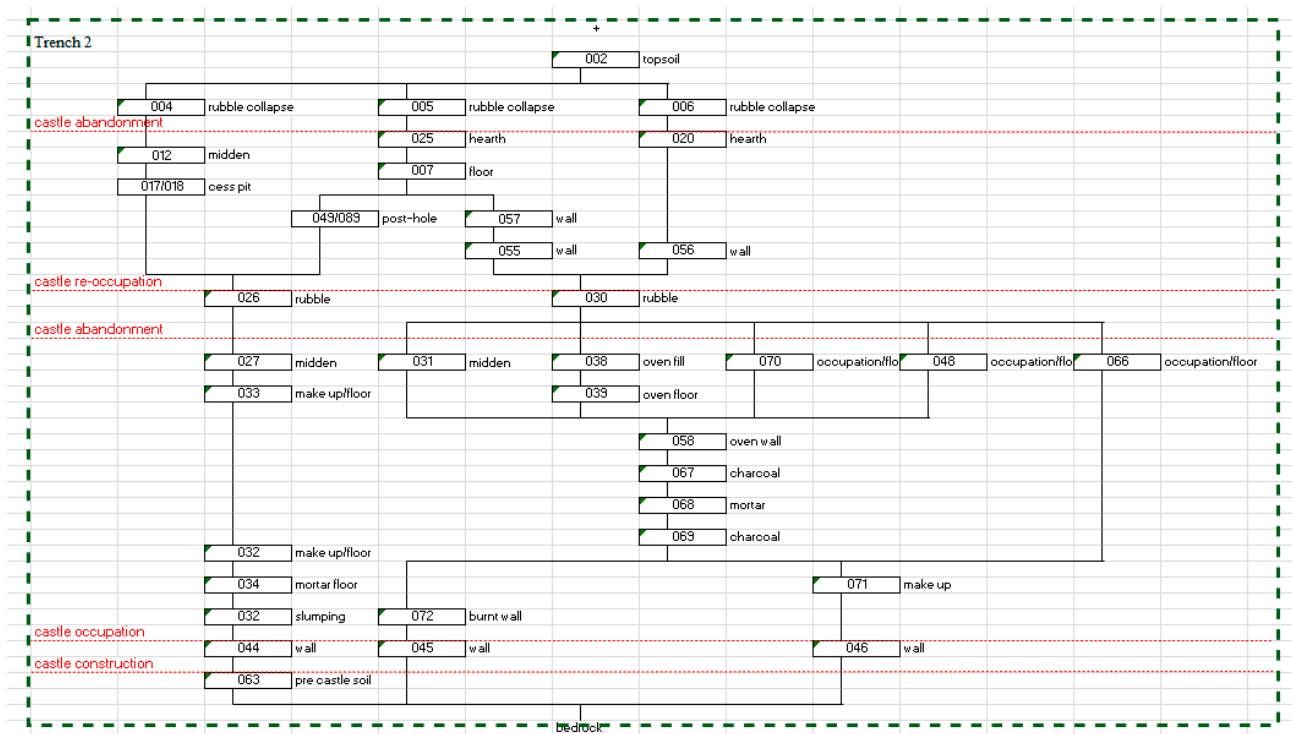 +
Trench 2
002 topsoil
004 rubble collapse 005 rubble collapse 006 rubble collapse
castle abandonment
025 hearth 020 hearth
012 midden
007 floor
017/018 cess pit
049/089 post-hole 057 wall
055 wall 056 wall
castle re-occupation
026 rubble 030 rubble
castle abandonment
027 midden 031 midden 038 oven fill 070 occupation/flo 048 occupation/flo 066 occupation/floor
033 make up/floor 039 oven floor
058 oven wall
067 charcoal
068 mortar
069 charcoal
032 make up/floor
034 mortar floor 071 make up
032 slumping 072 burnt wall
castle occupation
044 wall 045 wall 046 wall
castle construction
063 pre castle soil
bedrock